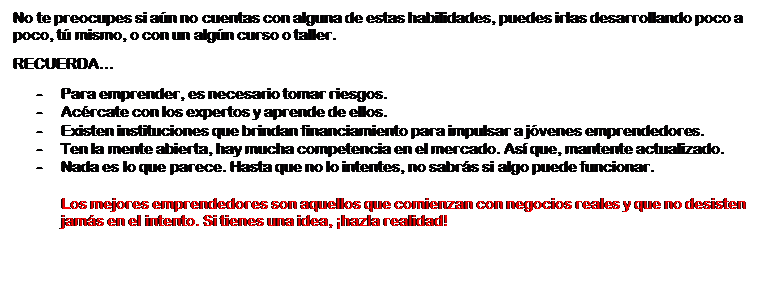 No te preocupes si aún no cuentas con alguna de estas habilidades, puedes irlas desarrollando poco a
poco, tú mismo, o con un algún curso o taller.
RECUERDA...
- Para emprender, es necesario tomar riesgos.
- Acércate con los expertos y aprende de ellos.
- Existen instituciones que brindan financiamiento para impulsar a jóvenes emprendedores.
- Ten la mente abierta, hay mucha competencia en el mercado. Así que, mantente actualizado.
- Nada es lo que parece. Hasta que no lo intentes, no sabrás si algo puede funcionar.
Los mejores emprendedores son aquellos que comienzan con negocios reales y que no desisten
jamás en el intento. Si tienes una idea, ¡hazla realidad!